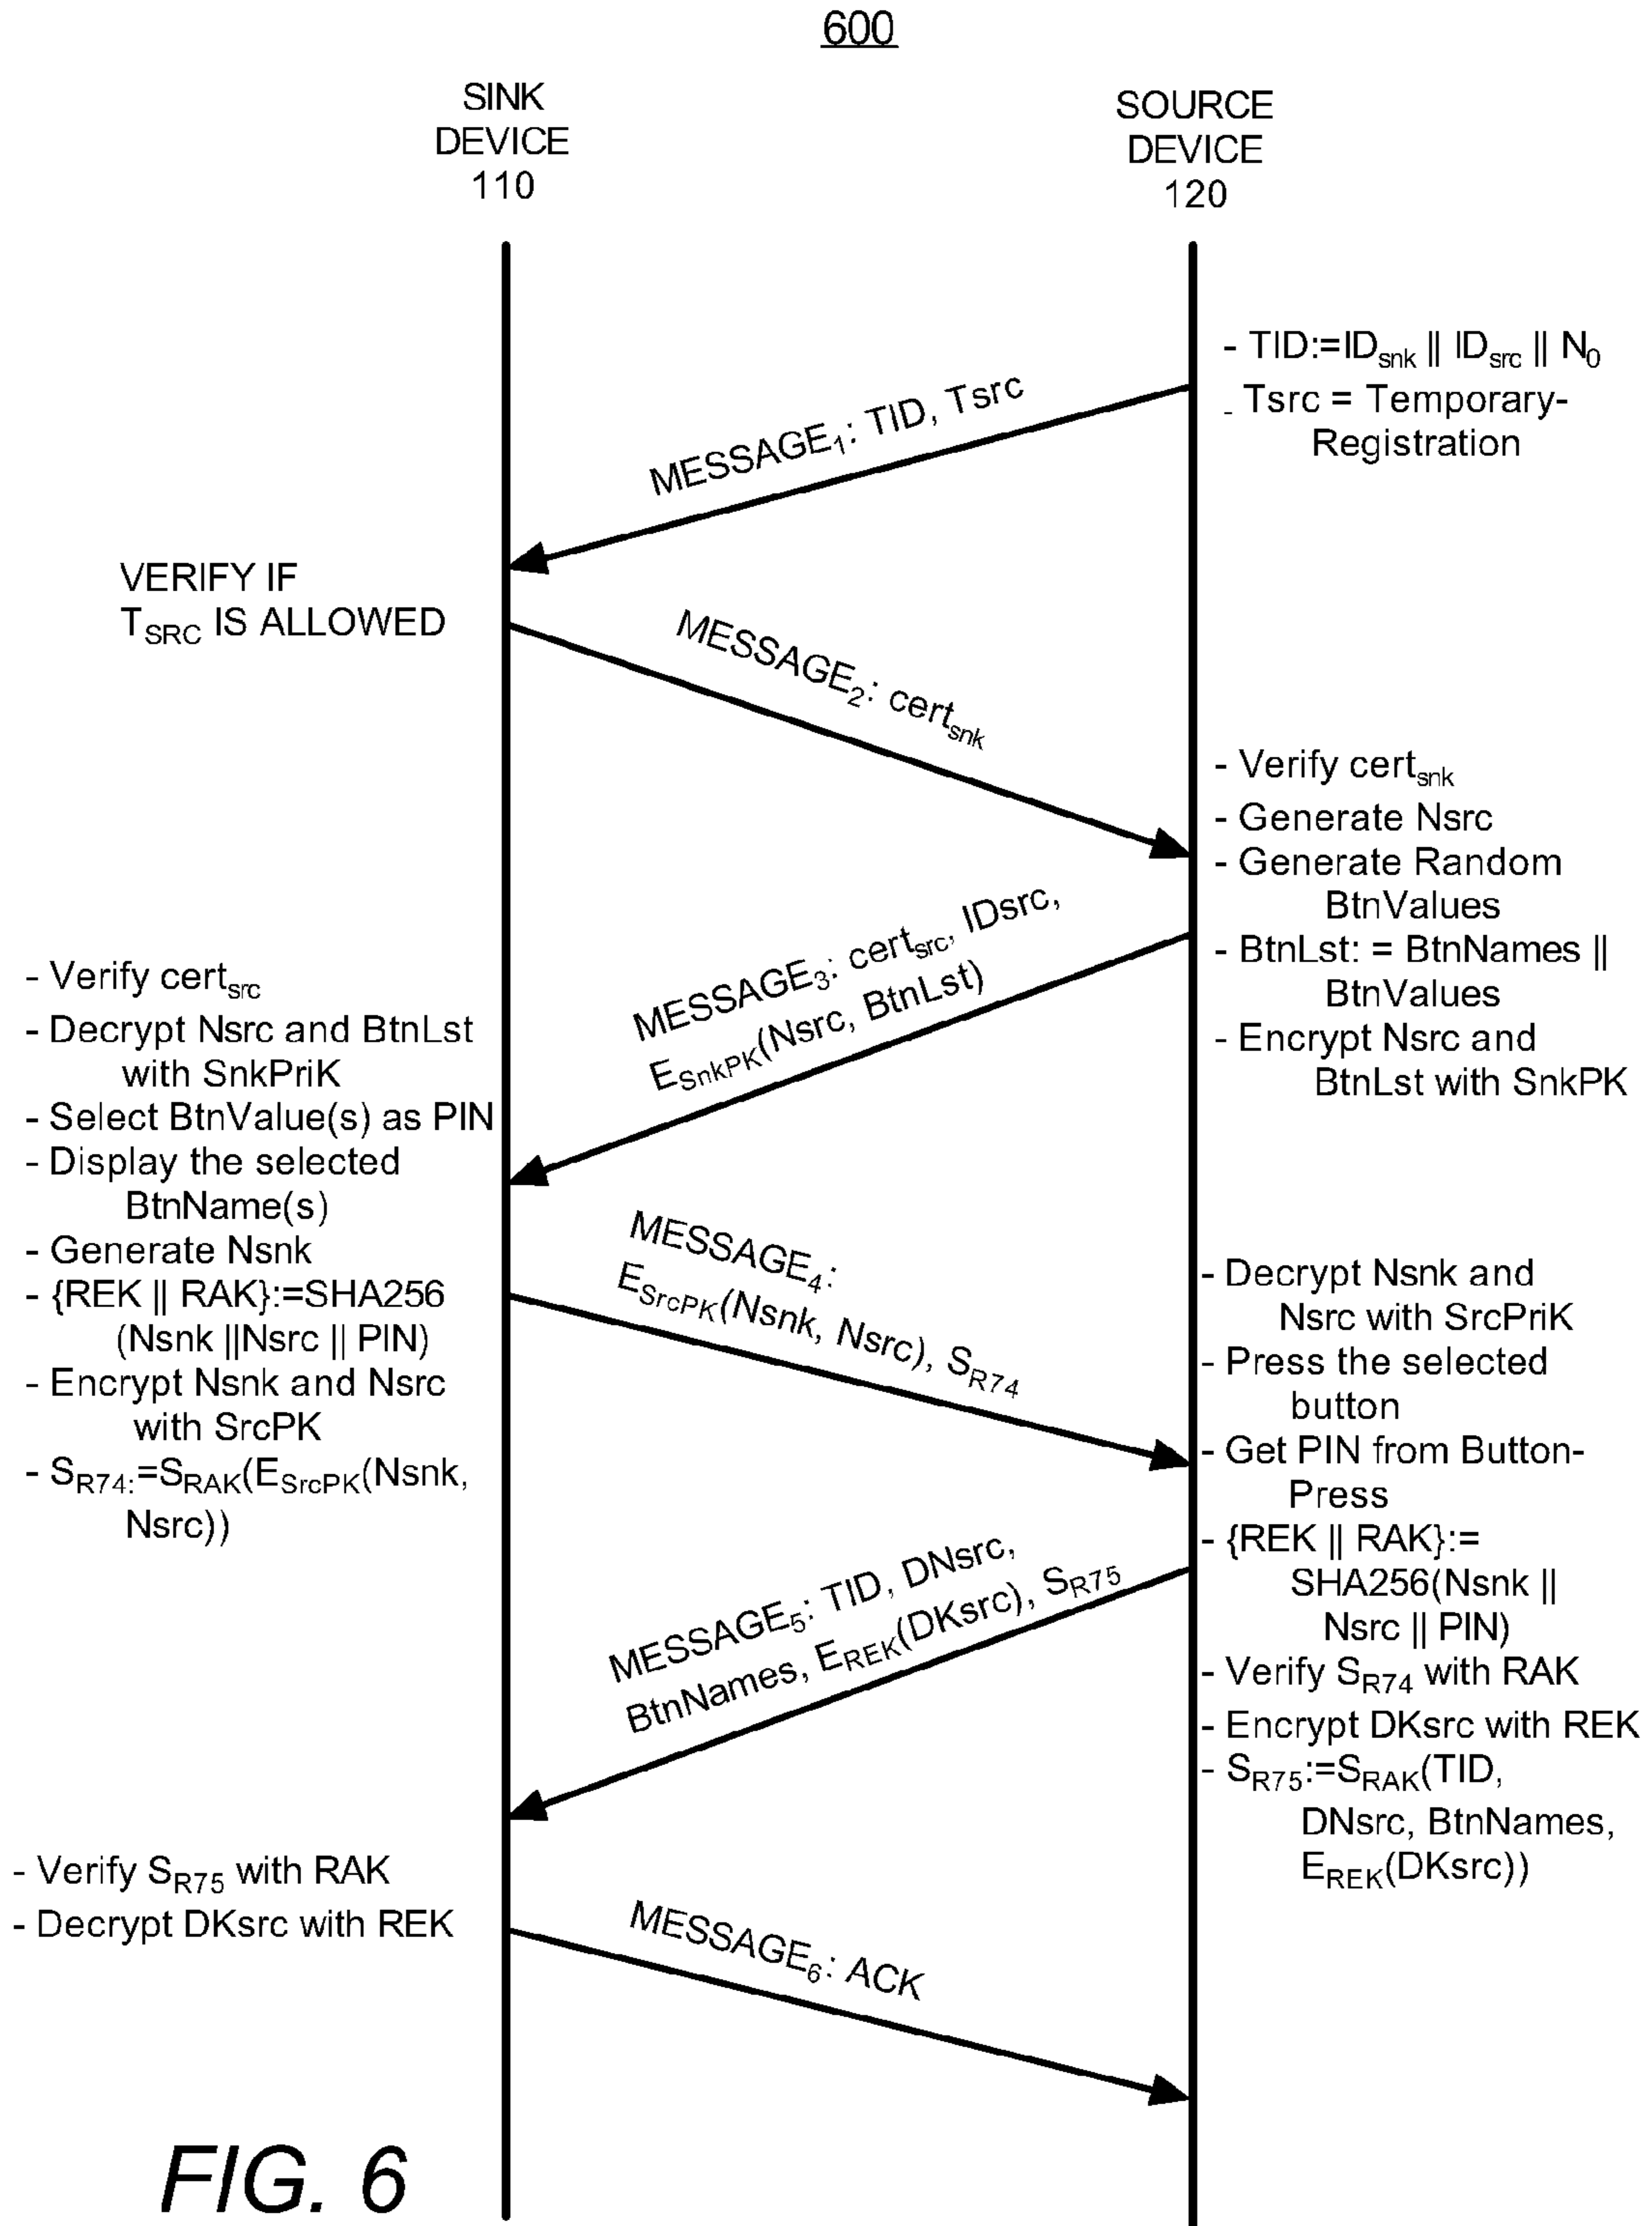 600
SINK
DEVICE
110
SOURCE
DEVICE
120
- TID:=IDsnk || IDsrc || N0
- Tsrc = Temporary-
Registration
MESSAGE1: TID, Tsrc
VERIFY IF
TSRC IS ALLOWED
MESSAGE2: certsnk
- Verify certsnk
- Generate Nsrc
- Generate Random
BtnValues
- BtnLst: = BtnNames ||
BtnValues
- Encrypt Nsrc and
BtnLst with SnkPK
MESSAGE3: certsrc, IDsrc,
ESnkPK(Nsrc, BtnLst)
- Verify certsrc
- Decrypt Nsrc and BtnLst
with SnkPriK
- Select BtnValue(s) as PIN
- Display the selected
BtnName(s)
- Generate Nsnk
- {REK || RAK}:=SHA256
(Nsnk ||Nsrc || PIN)
- Encrypt Nsnk and Nsrc
with SrcPK
- SR74:=SRAK(ESrcPK(Nsnk,
Nsrc))
MESSAGE4:
ESrcPK(Nsnk, Nsrc), SR74
- Decrypt Nsnk and
Nsrc with SrcPriK
- Press the selected
button
- Get PIN from Button-
Press
- {REK || RAK}:=
SHA256(Nsnk ||
Nsrc || PIN)
- Verify SR74 with RAK
- Encrypt DKsrc with REK
- SR75:=SRAK(TID,
DNsrc, BtnNames,
EREK(DKsrc))
MESSAGE5: TID, DNsrc,
BtnNames, EREK(DKsrc), SR75
- Verify SR75 with RAK
- Decrypt DKsrc with REK
MESSAGE6: ACK
FIG. 6